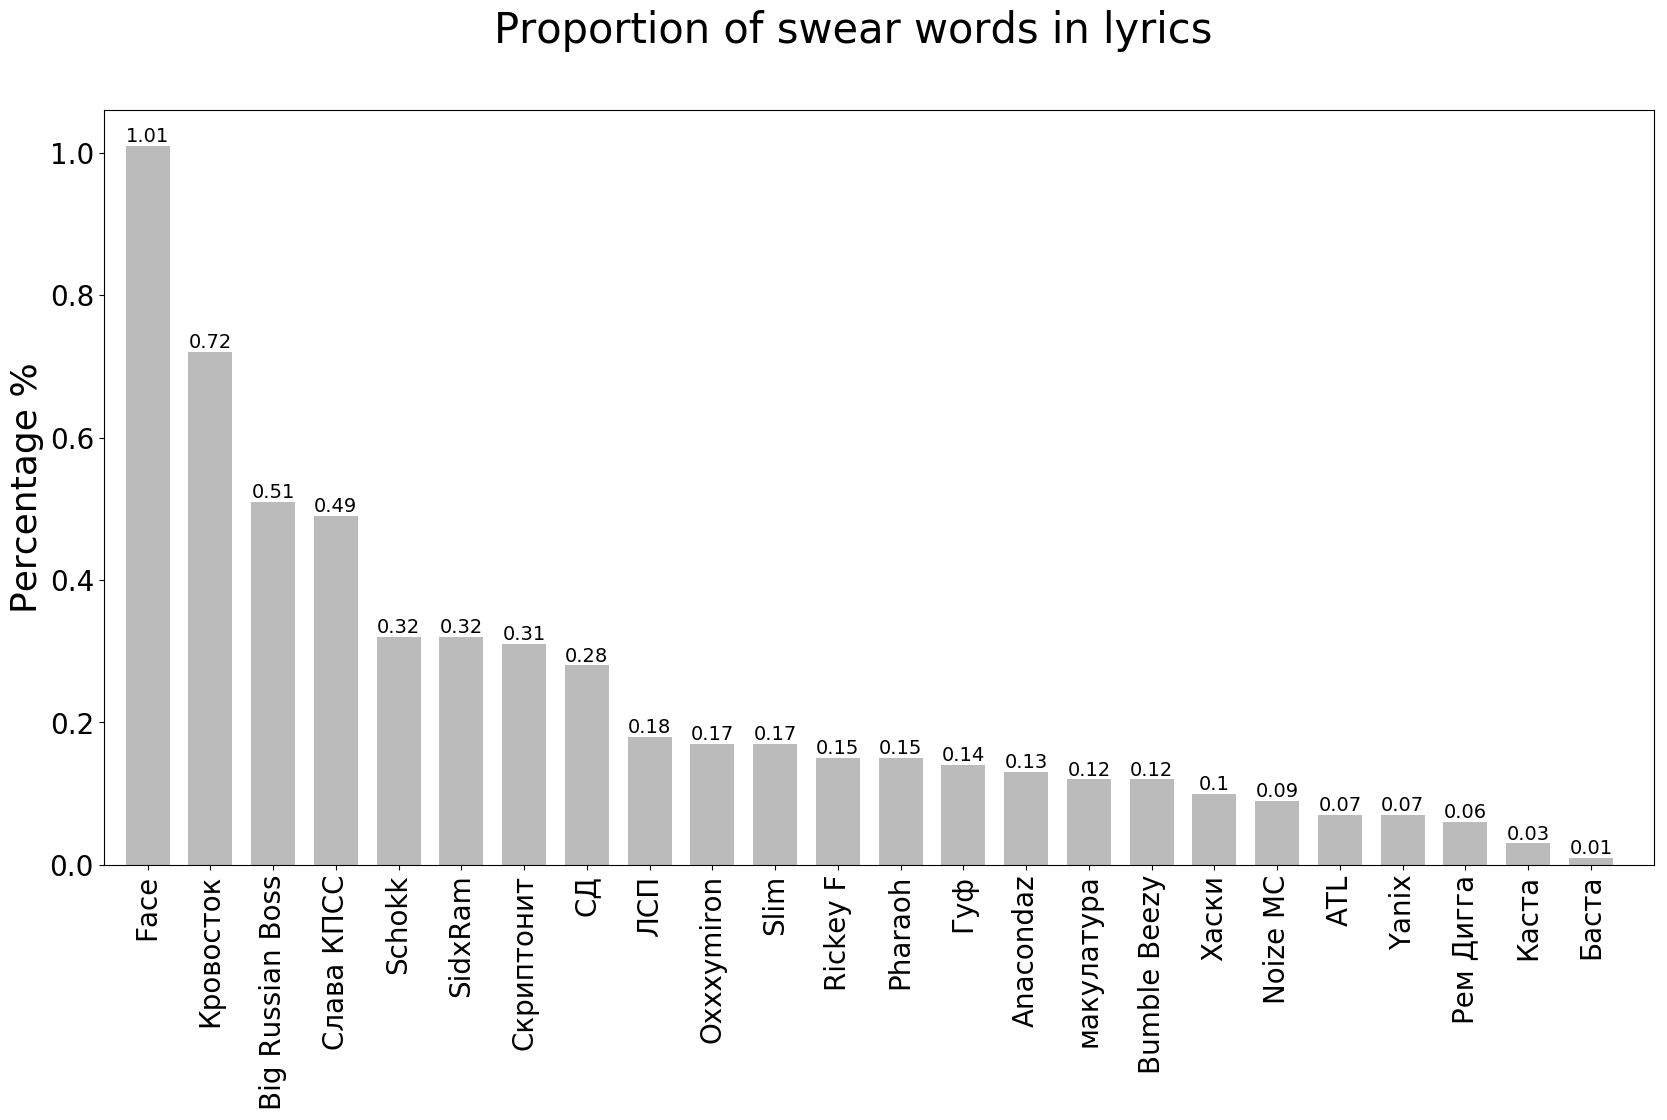 Proportion of swear words in lyrics
Percentage %
1.0
0.8
0.6
0.4
0.2
0.0
1.01
0.72
0.51
0.49
0.32
0.32
0.31
0.28
0.18
0.17
0.17
0.15
0.15
0.14
0.13
0.12
0.12
0.1
0.09
0.07
0.07
0.06
0.03
0.01
Face
Кровосток
Big Russian Boss
Слава КПСС
Schokk
SidxRam
Скриптонит
СД
ЛСП
Oxxxymiron
Slim
Rickey F
Pharaoh
Гуф
Anacondaz
макулатура
Bumble Beezy
Хаски
Noize MC
ATL
Yanix
Рем Дигга
Каста
Баста